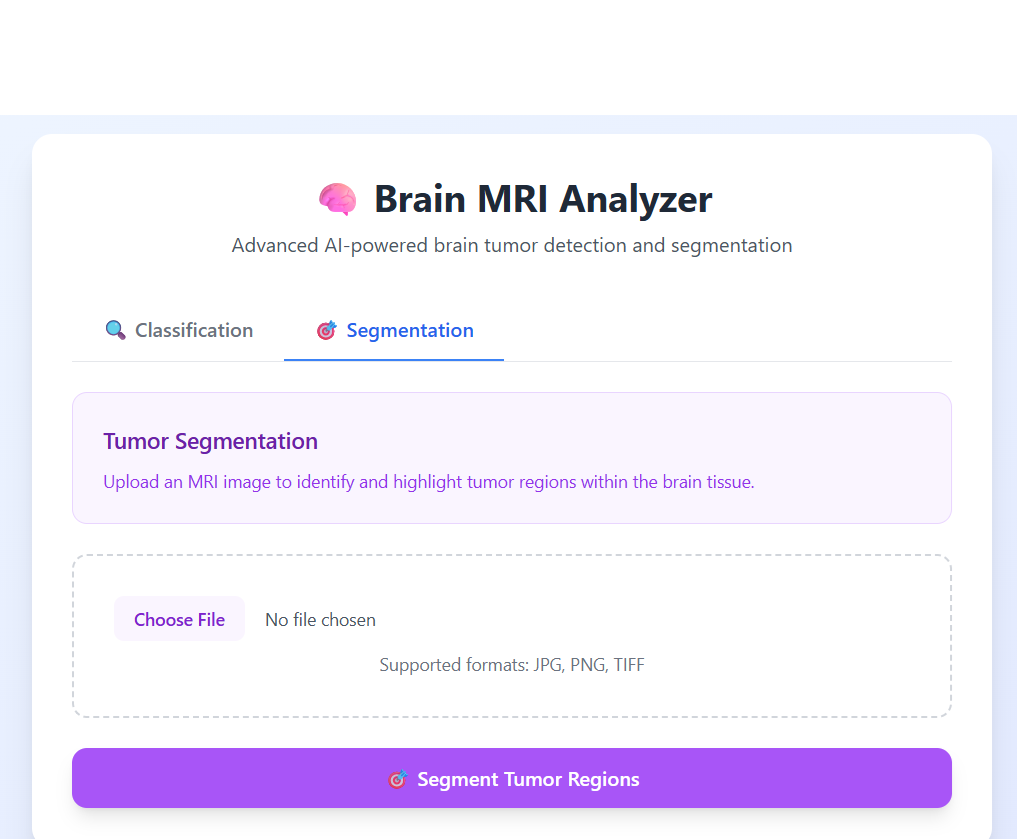 Brain MRI Analyzer
Advanced AI-powered brain tumor detection and segmentation
Classification
Segmentation
Tumor Segmentation
Upload an MRI image to identify and highlight tumor regions within the brain tissue.
Choose File
No file chosen
Supported formats: JPG, PNG, TIFF
Segment Tumor Regions